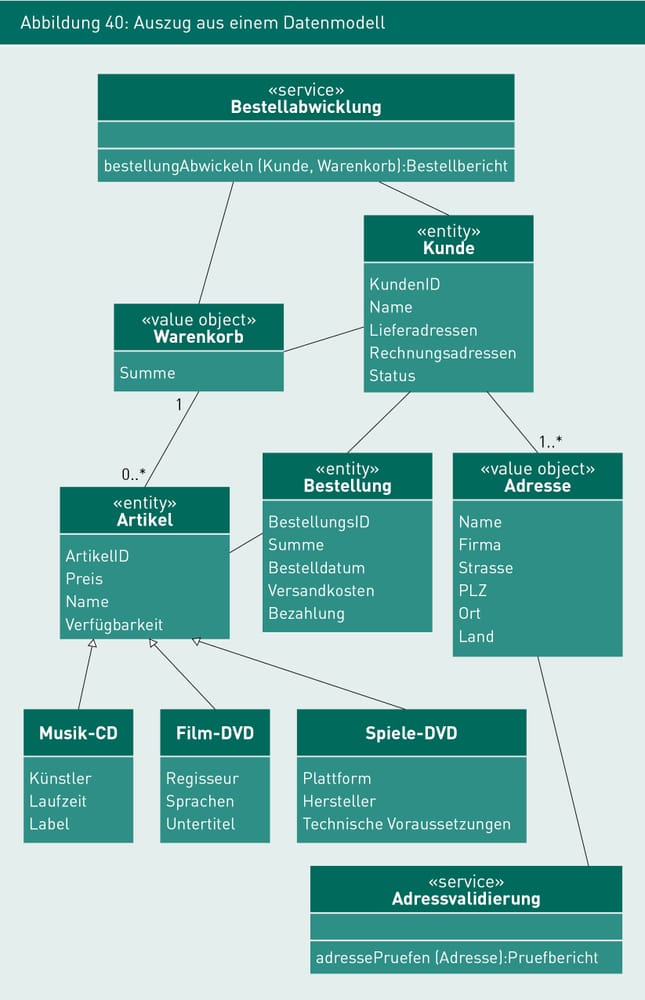 Abbildung 40: Auszug aus einem Datenmodell
«service»
Bestellabwicklung
bestellungAbwickeln (Kunde, Warenkorb):Bestellbericht
«entity»
Kunde
KundenID
Name
Lieferadressen
Rechnungsadressen
Status
«value object»
Warenkorb
Summe
1
0..*
1..*
«entity»
Artikel
ArtikelID
Preis
Name
Verfügbarkeit
«entity»
Bestellung
BestellungsID
Summe
Bestelldatum
Versandkosten
Bezahlung
«value object»
Adresse
Name
Firma
Strasse
PLZ
Ort
Land
Musik-CD
Künstler
Laufzeit
Label
Film-DVD
Regisseur
Sprachen
Untertitel
Spiele-DVD
Plattform
Hersteller
Technische Voraussetzungen
«service»
Adressvalidierung
adressePruefen (Adresse):Pruefbericht